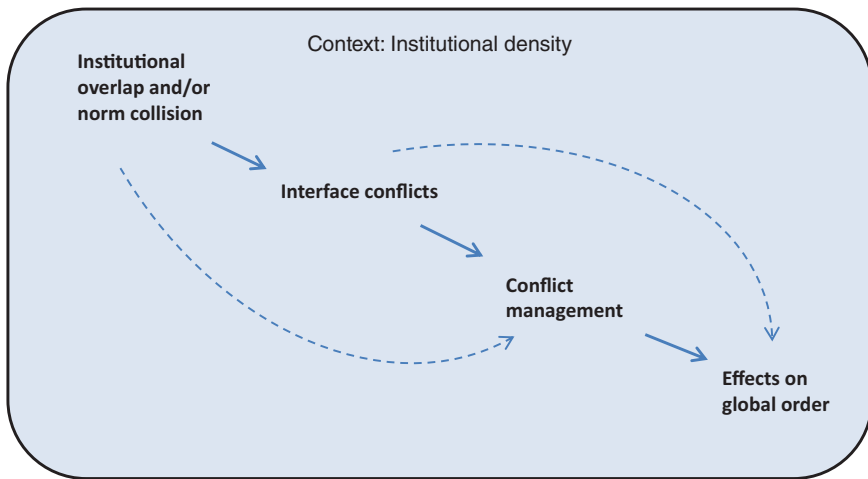 Context: Institutional density
Institutional
overlap and/or
norm collision
Interface conflicts
Conflict
management
Effects on
global order